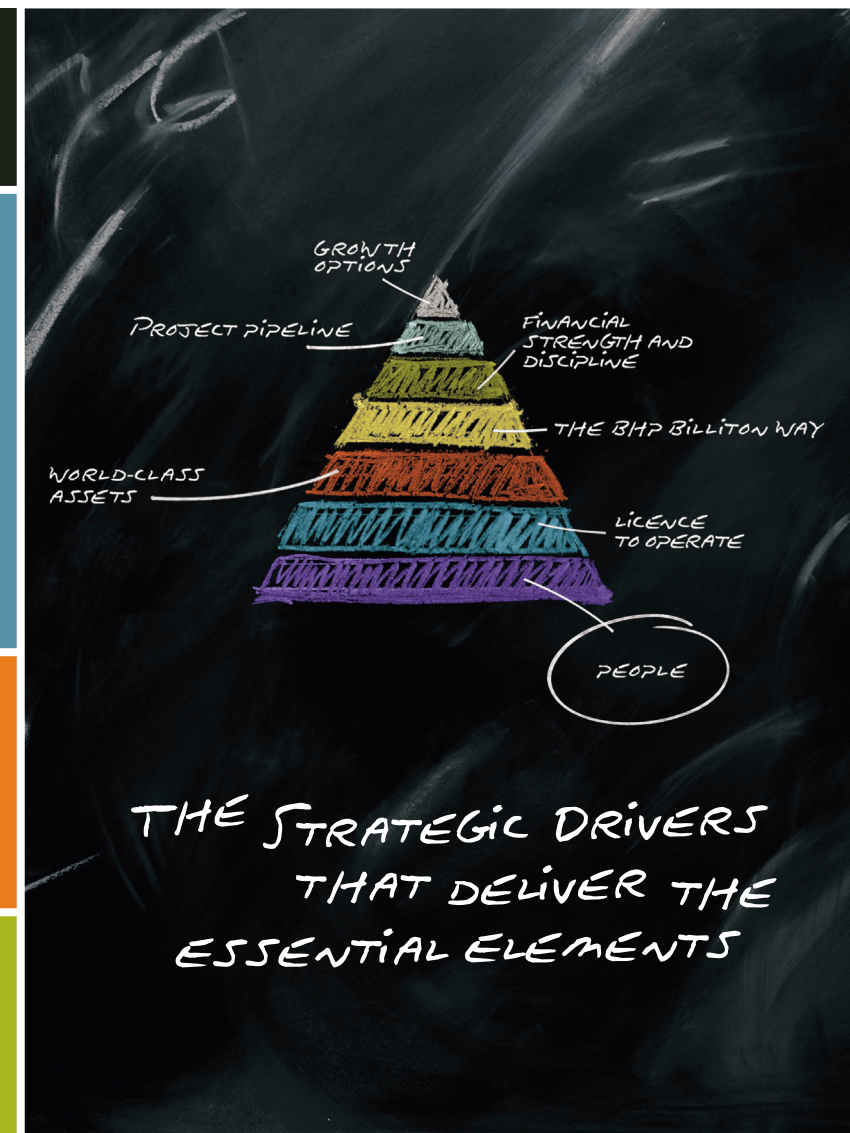 GROWTH
OPTIONS
PROJECT PIPELINE
FINANCIAL
STRENGTH AND
DISCIPLINE
THE BHP BILLITON WAY
WORLD-CLASS
ASSETS
LICENCE
TO OPERATE
PEOPLE
THE STRATEGIC DRIVERS
THAT DELIVER THE
ESSENTIAL ELEMENTS